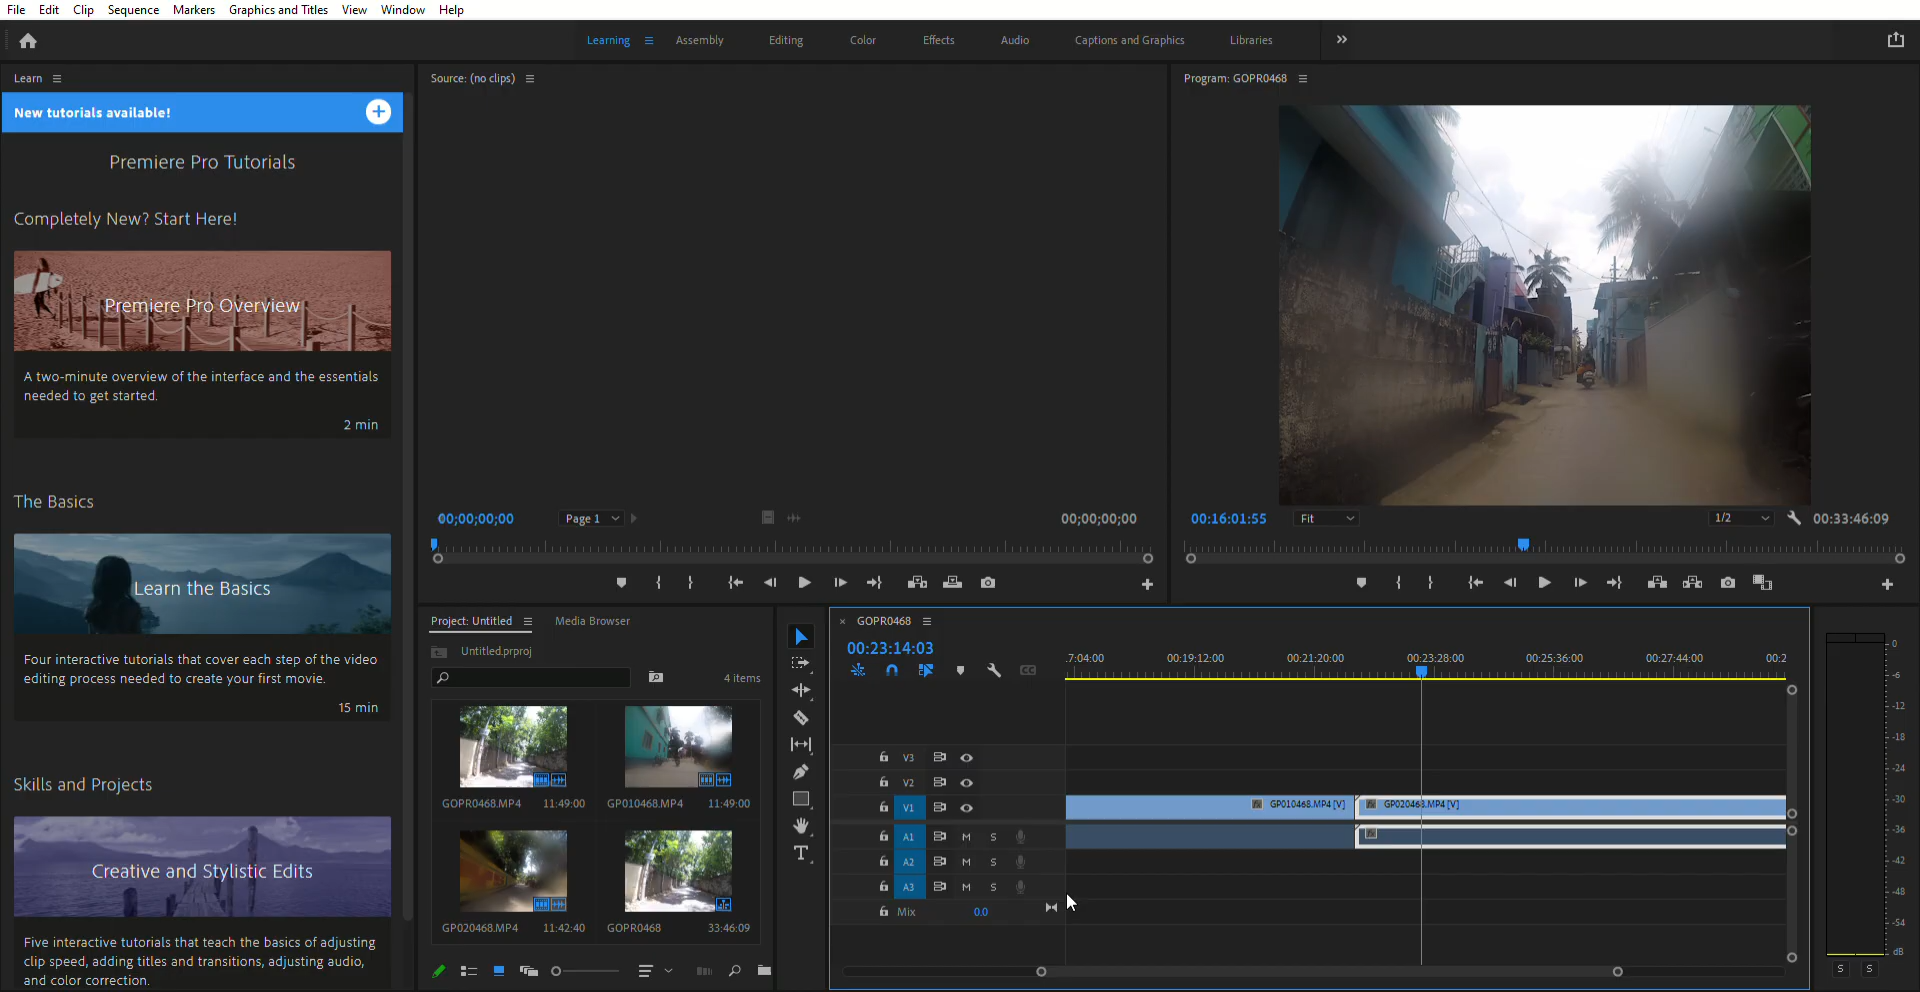 File Edit Clip Sequence Markers Graphics and Titles View Window Help
Learning Assembly Editing Color Effects Audio Captions and Graphics Libraries
Learn
New tutorials available!
Premiere Pro Tutorials
Completely New? Start Here!
Premiere Pro Overview
A two-minute overview of the interface and the essentials
needed to get started.
2 min
The Basics
Learn the Basics
Four interactive tutorials that cover each step of the video
editing process needed to create your first movie.
15 min
Skills and Projects
Creative and Stylistic Edits
Five interactive tutorials that teach the basics of adjusting
clip speed, adding titles and transitions, adjusting audio,
and color correction.
Source: (no clips)
00;00;00;00 Page 1 00;00;00;00
Program: GOPR0468
00:16:01:55 Fit 1/2 00:33:46:09
Project: Untitled Media Browser
Untitled.prproj
4 items
GOPR0468.MP4 11:49:00 GP010468.MP4 11:49:00
GP020468.MP4 11:42:40 GOPR0468 33:46:09
GOPR0468
00:23:14:03
.7:04:00 00:19:12:00 00:21:20:00 00:23:28:00 00:25:36:00 00:27:44:00 00:2
V3
V2
V1 fx GP010468.MP4 [V] fx GP020468.MP4 [V]
A1 M S fx
A2 M S
A3 M S
Mix 0.0
0
-6
-12
-18
-24
-30
-36
-42
-48
-54
dB
S S